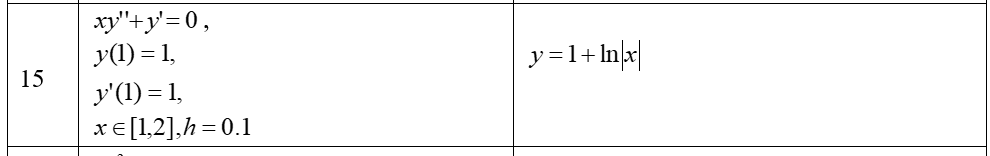 15
xy''+y'=0 ,
y(1) = 1,
y'(1) = 1,
x∈[1,2],h = 0.1
y = 1 + ln|x|